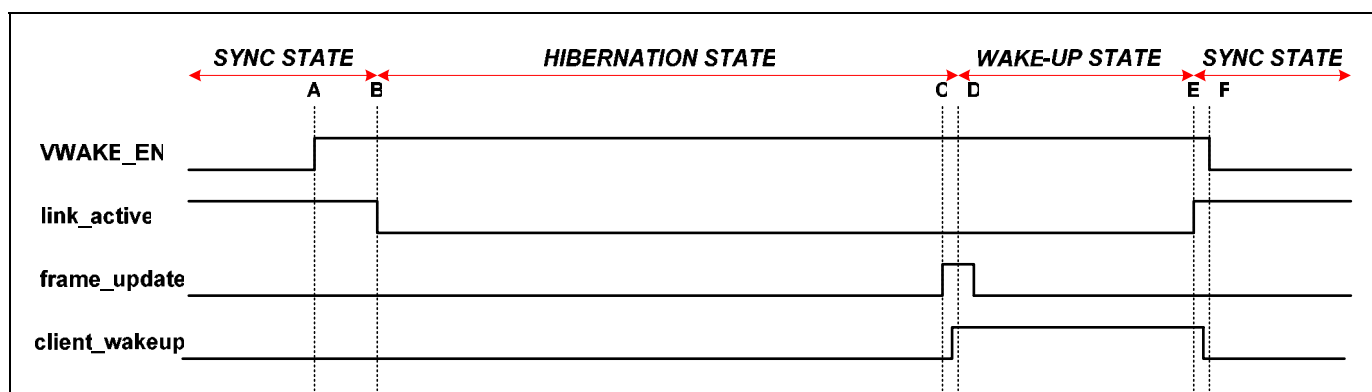 SYNC STATE HIBERNATION STATE WAKE-UP STATE SYNC STATE
A B C D E F
VWAKE_EN
link_active
frame_update
client_wakeup